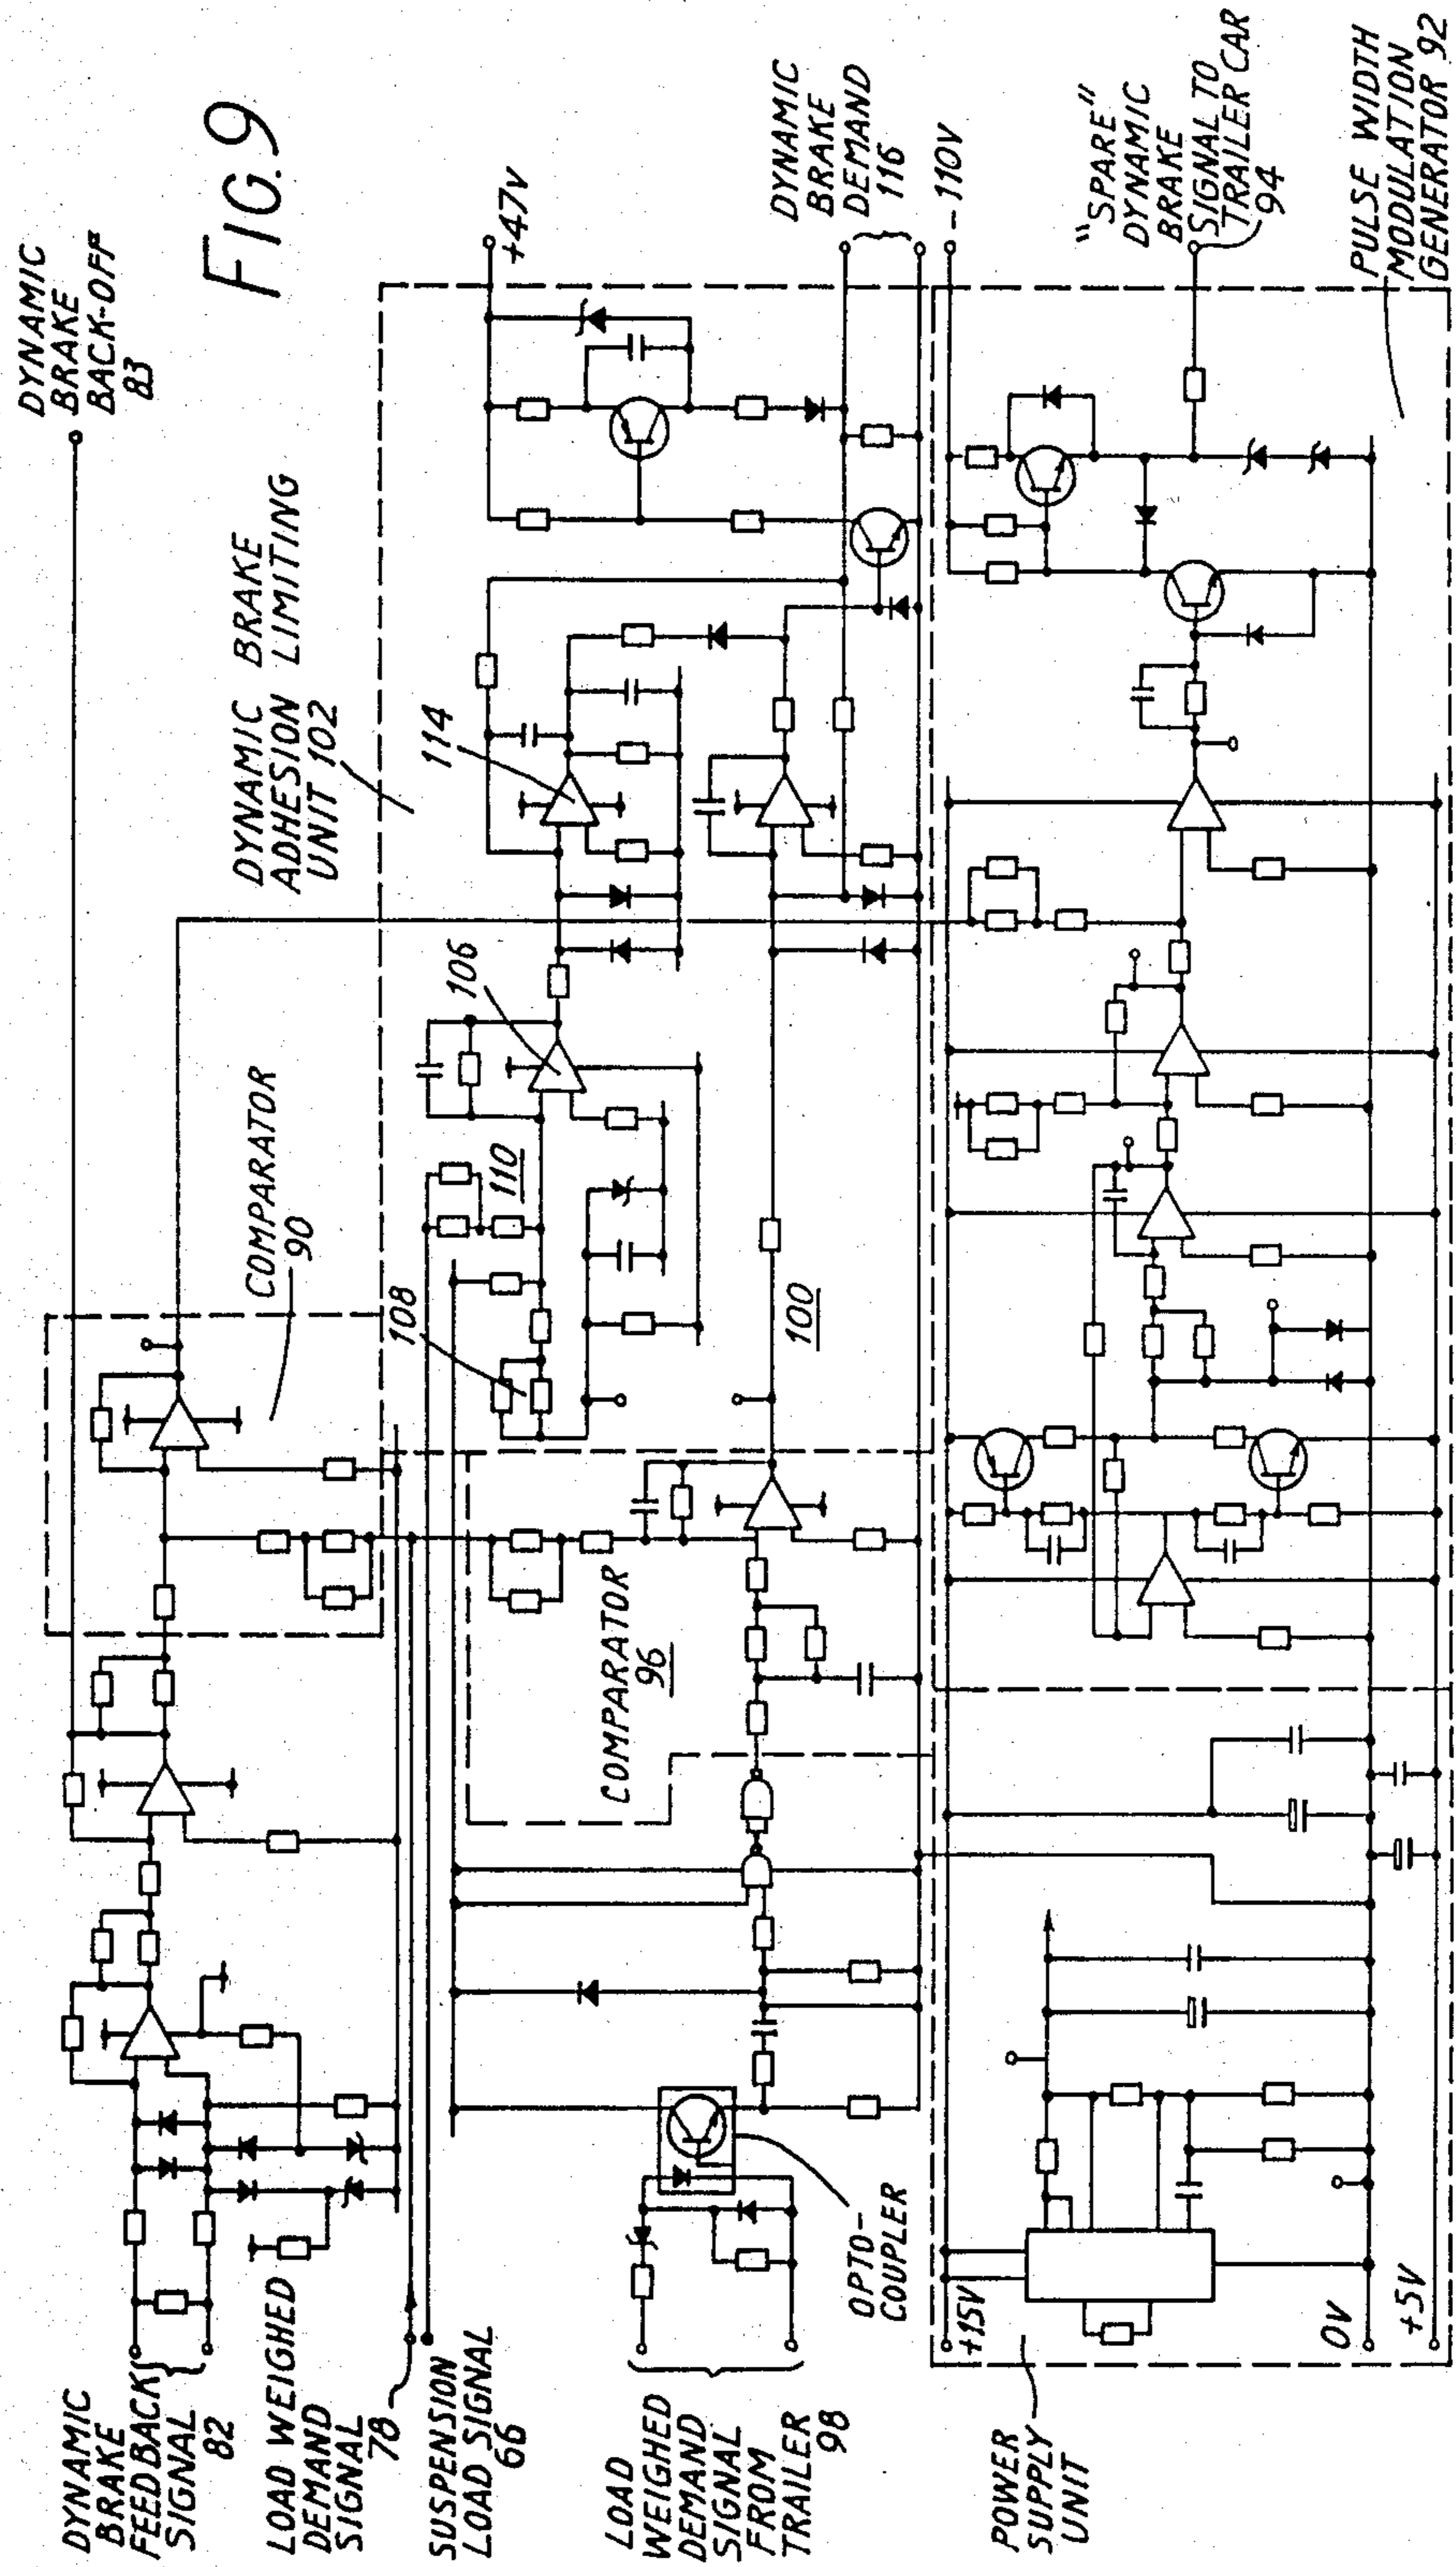 FIG. 9
DYNAMIC
BRAKE
BACK-OFF
83
DYNAMIC BRAKE
ADHESION LIMITING
UNIT 102
+47V
DYNAMIC
BRAKE
DEMAND
116
-110V
"SPARE"
DYNAMIC
BRAKE
SIGNAL TO
TRAILER CAR
94
PULSE WIDTH
MODULATION
GENERATOR 92
COMPARATOR
90
114
106
110
108
100
COMPARATOR
96
DYNAMIC
BRAKE
FEEDBACK
SIGNAL
82
LOAD WEIGHED
DEMAND
SIGNAL
78
SUSPENSION
LOAD SIGNAL
66
LOAD
WEIGHED
DEMAND
SIGNAL
FROM
TRAILER
98
OPTO-
COUPLER
POWER
SUPPLY
UNIT
+15V
0V
+5V